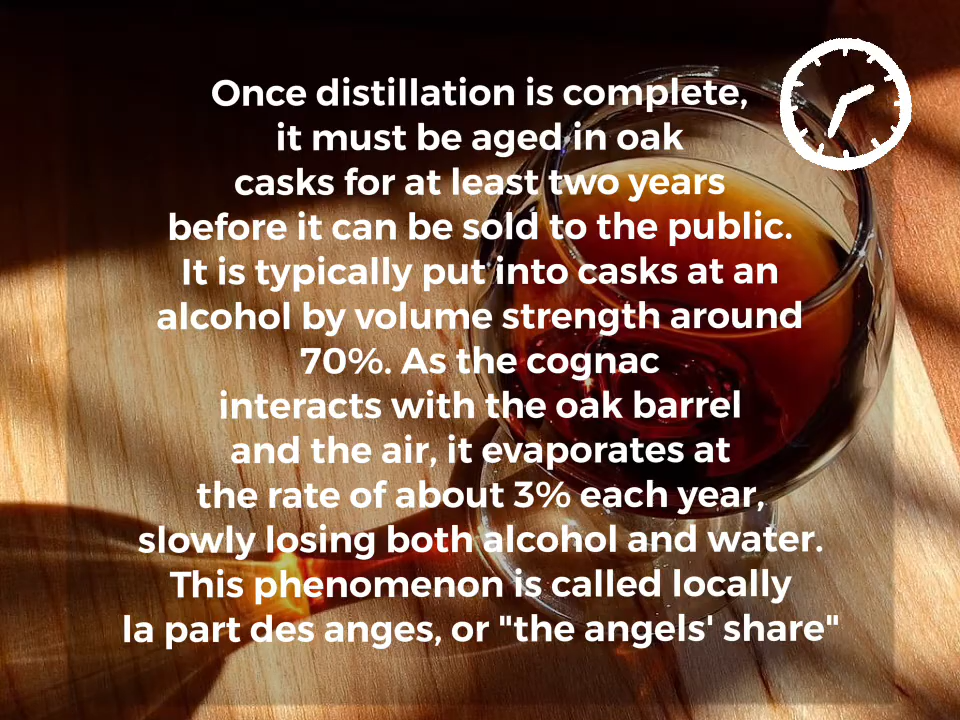 Once distillation is complete,
it must be aged in oak
casks for at least two years
before it can be sold to the public.
It is typically put into casks at an
alcohol by volume strength around
70%. As the cognac
interacts with the oak barrel
and the air, it evaporates at
the rate of about 3% each year,
slowly losing both alcohol and water.
This phenomenon is called locally
la part des anges, or "the angels' share"